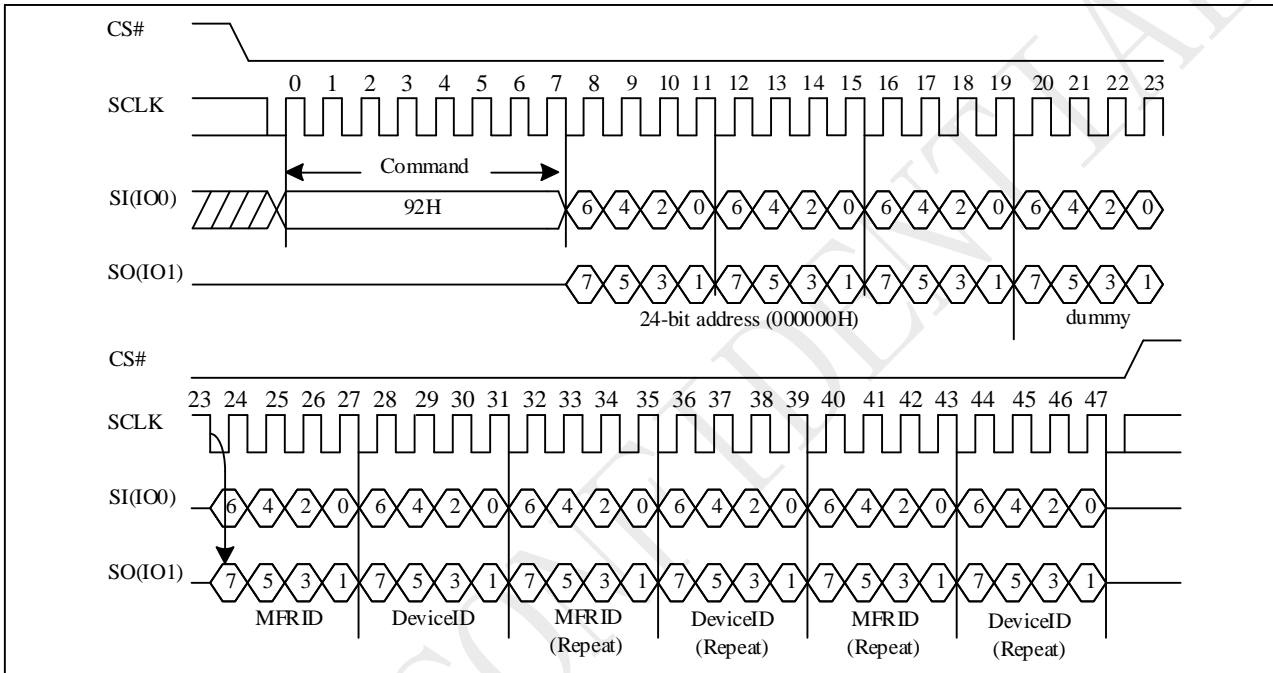 CS#
0 1 2 3 4 5 6 7 8 9 10 11 12 13 14 15 16 17 18 19 20 21 22 23
SCLK
Command
SI(IO0) 92H 6 4 2 0 6 4 2 0 6 4 2 0 6 4 2 0
SO(IO1) 7 5 3 1 7 5 3 1 7 5 3 1 7 5 3 1
24-bit address (000000H) dummy
CS#
23 24 25 26 27 28 29 30 31 32 33 34 35 36 37 38 39 40 41 42 43 44 45 46 47
SCLK
SI(IO0) 6 4 2 0 6 4 2 0 6 4 2 0 6 4 2 0 6 4 2 0 6 4 2 0
SO(IO1) 7 5 3 1 7 5 3 1 7 5 3 1 7 5 3 1 7 5 3 1 7 5 3 1
MFRID DeviceID MFRID DeviceID MFRID DeviceID
(Repeat) (Repeat) (Repeat) (Repeat)
CONFIDENTIAL